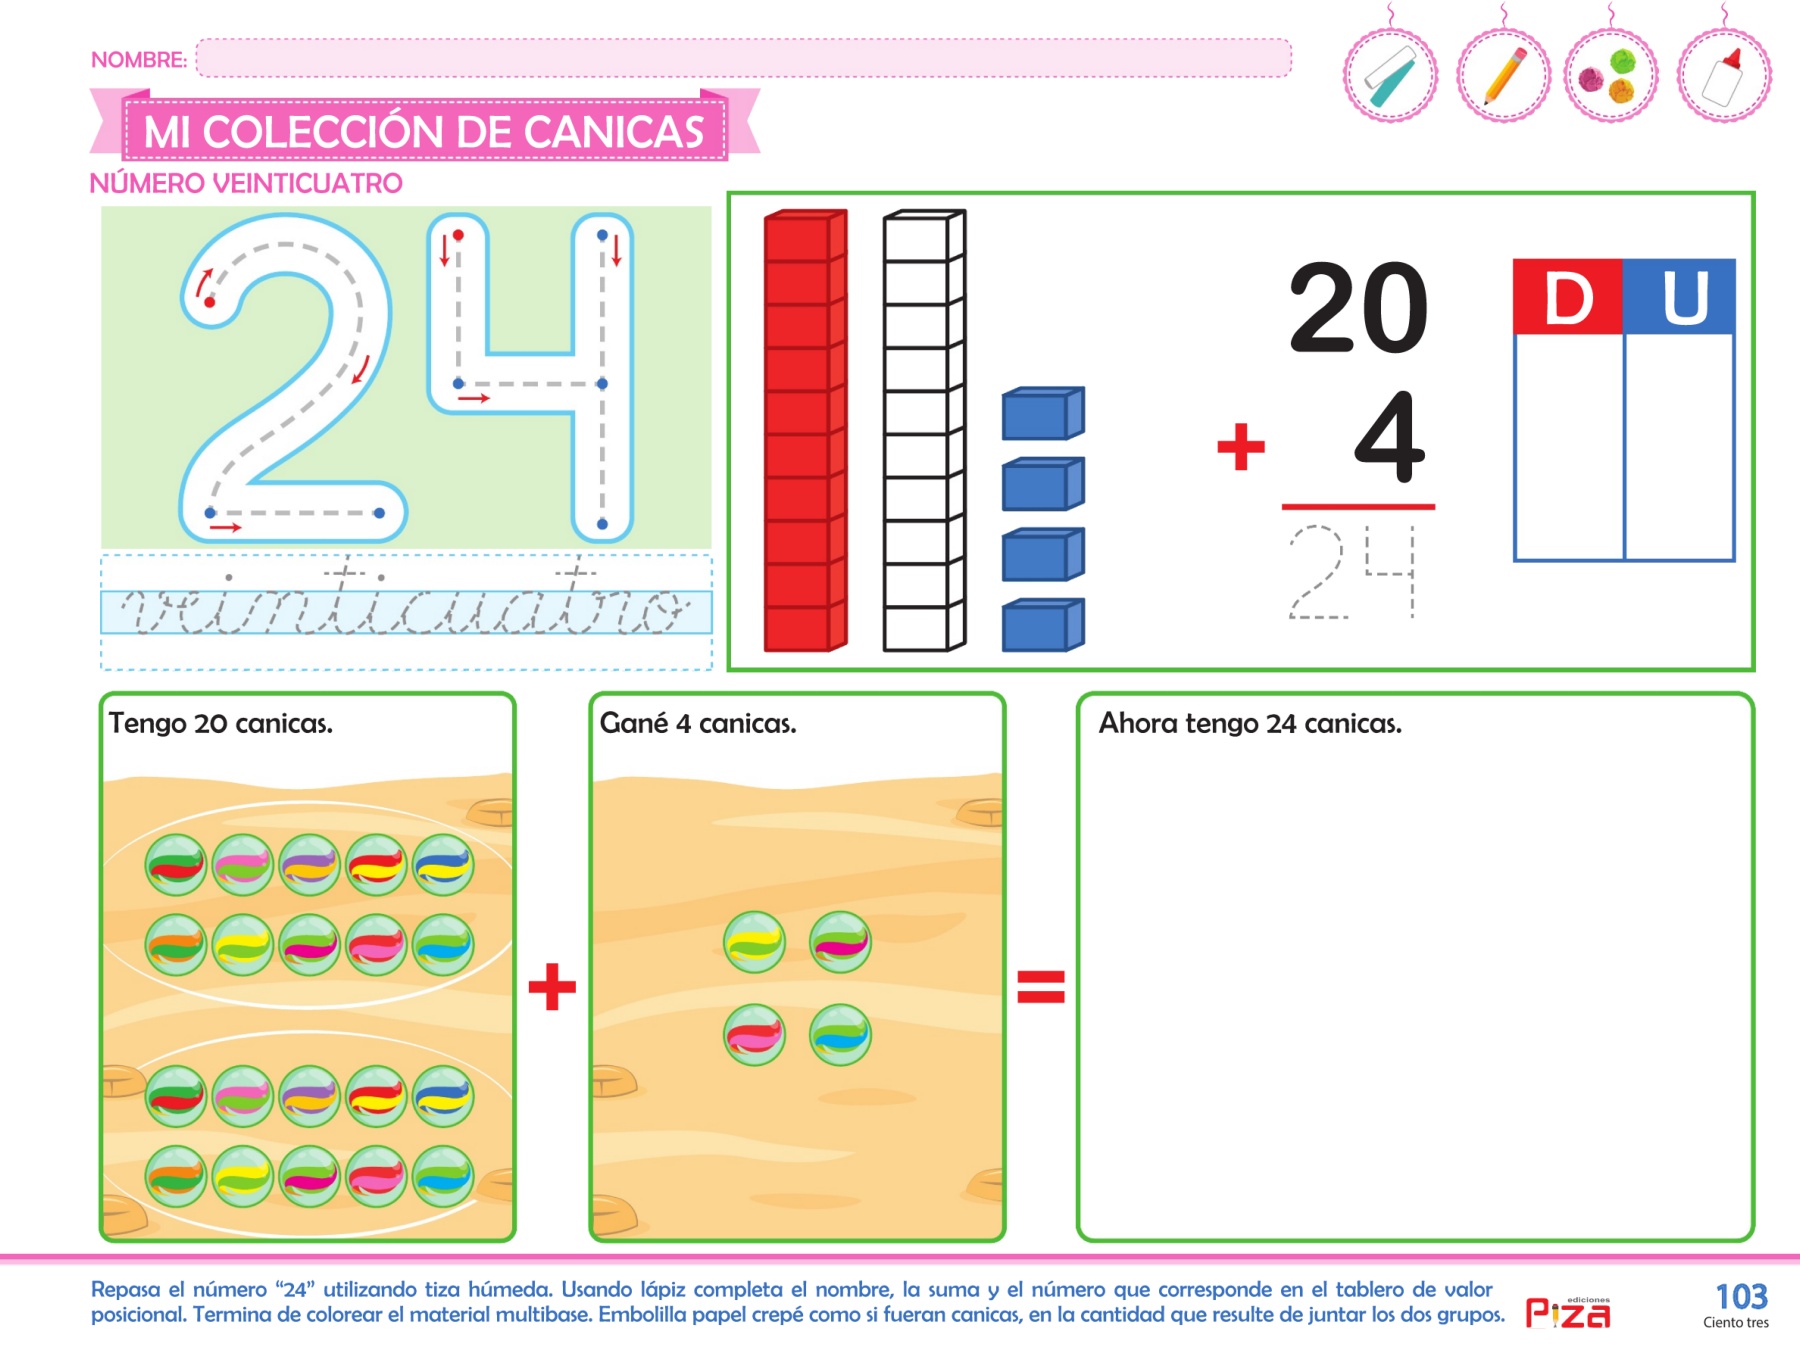 NOMBRE:
MI COLECCIÓN DE CANICAS
NÚMERO VEINTICUATRO
24
veinticuatro
20
+ 4
24
D U
Tengo 20 canicas.
+
Gané 4 canicas.
=
Ahora tengo 24 canicas.
Repasa el número “24” utilizando tiza húmeda. Usando lápiz completa el nombre, la suma y el número que corresponde en el tablero de valor
posicional. Termina de colorear el material multibase. Embolilla papel crepé como si fueran canicas, en la cantidad que resulte de juntar los dos grupos.
ediciones
Piza
103
Ciento tres